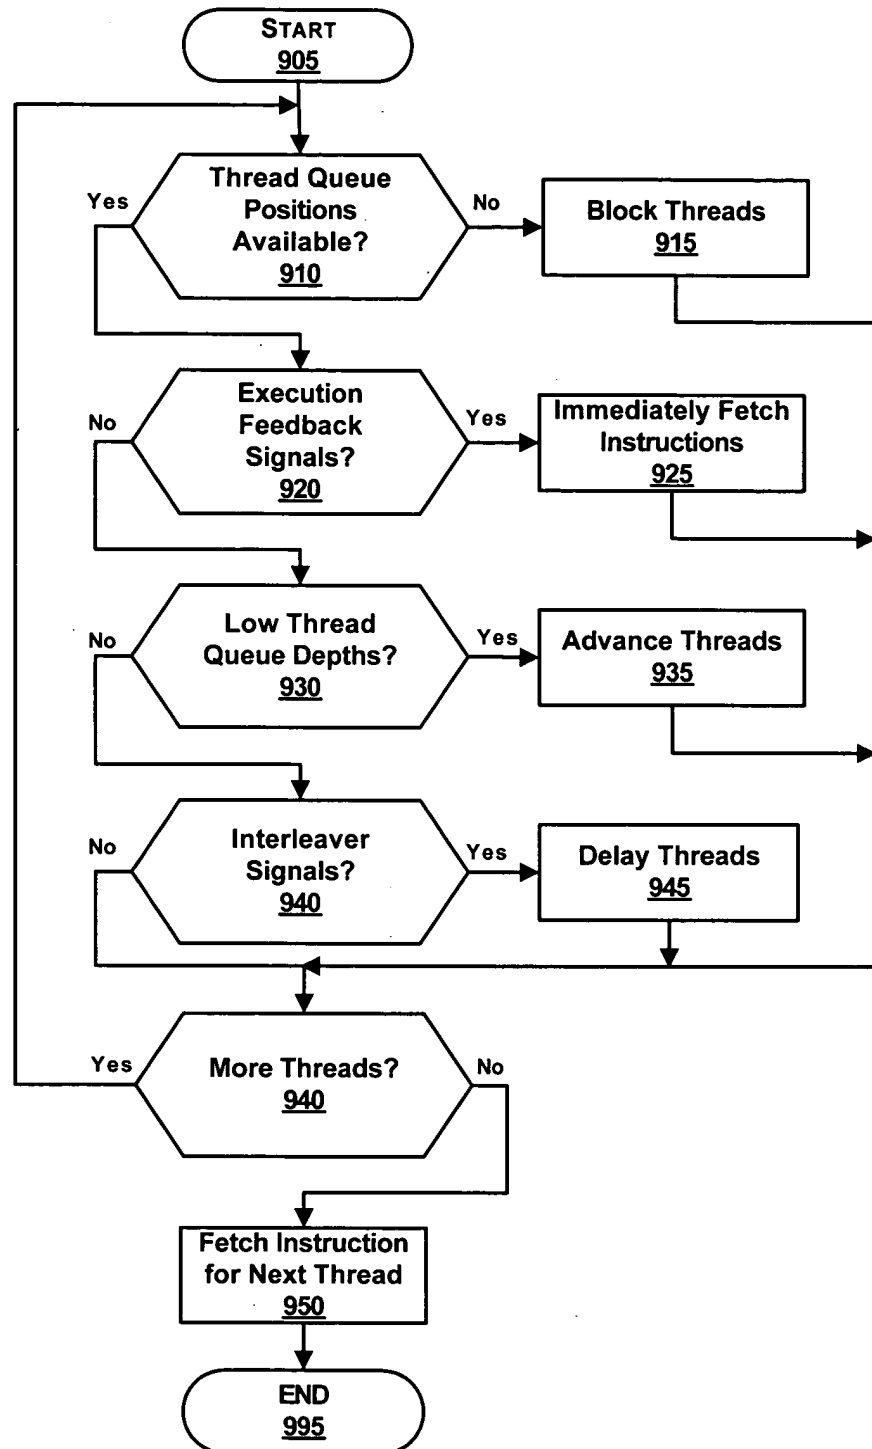 START
905
Thread Queue
Positions
Available?
910
Yes
No
Block Threads
915
Execution
Feedback
Signals?
920
No
Yes
Immediately Fetch
Instructions
925
Low Thread
Queue Depths?
930
No
Yes
Advance Threads
935
Interleaver
Signals?
940
No
Yes
Delay Threads
945
More Threads?
940
Yes
No
Fetch Instruction
for Next Thread
950
END
995